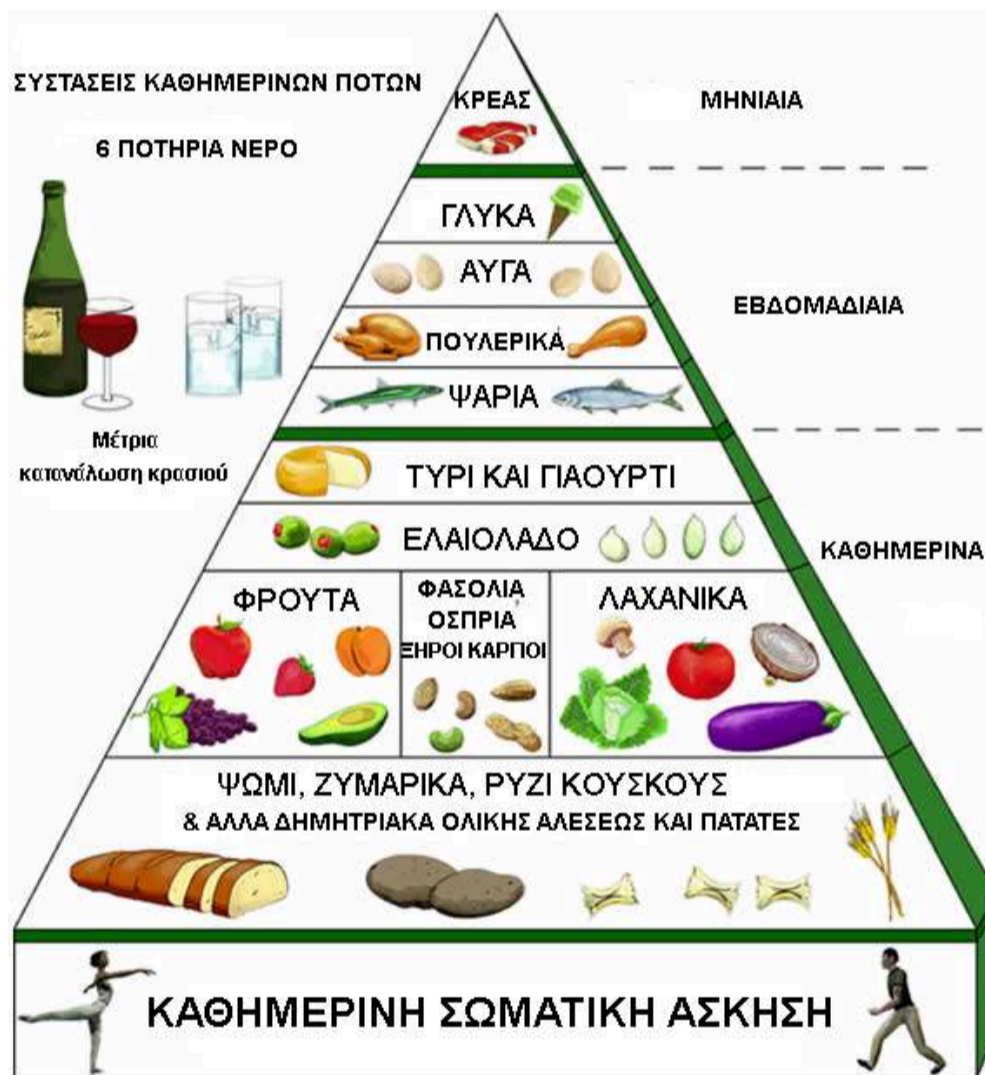 ΣΥΣΤΑΣΕΙΣ ΚΑΘΗΜΕΡΙΝΩΝ ΠΟΤΩΝ
6 ΠΟΤΗΡΙΑ ΝΕΡΟ
Μέτρια
κατανάλωση κρασιού
ΚΡΕΑΣ
ΜΗΝΙΑΙΑ
ΓΛΥΚΑ
ΑΥΓΑ
ΠΟΥΛΕΡΙΚΑ
ΨΑΡΙΑ
ΕΒΔΟΜΑΔΙΑΙΑ
ΤΥΡΙ ΚΑΙ ΓΙΑΟΥΡΤΙ
ΕΛΑΙΟΛΑΔΟ
ΚΑΘΗΜΕΡΙΝΑ
ΦΡΟΥΤΑ
ΦΑΣΟΛΙΑ
ΟΣΠΡΙΑ
ΞΗΡΟΙ ΚΑΡΠΟΙ
ΛΑΧΑΝΙΚΑ
ΨΩΜΙ, ΖΥΜΑΡΙΚΑ, ΡΥΖΙ ΚΟΥΣΚΟΥΣ
& ΑΛΛΑ ΔΗΜΗΤΡΙΑΚΑ ΟΛΙΚΗΣ ΑΛΕΣΕΩΣ ΚΑΙ ΠΑΤΑΤΕΣ
ΚΑΘΗΜΕΡΙΝΗ ΣΩΜΑΤΙΚΗ ΑΣΚΗΣΗ